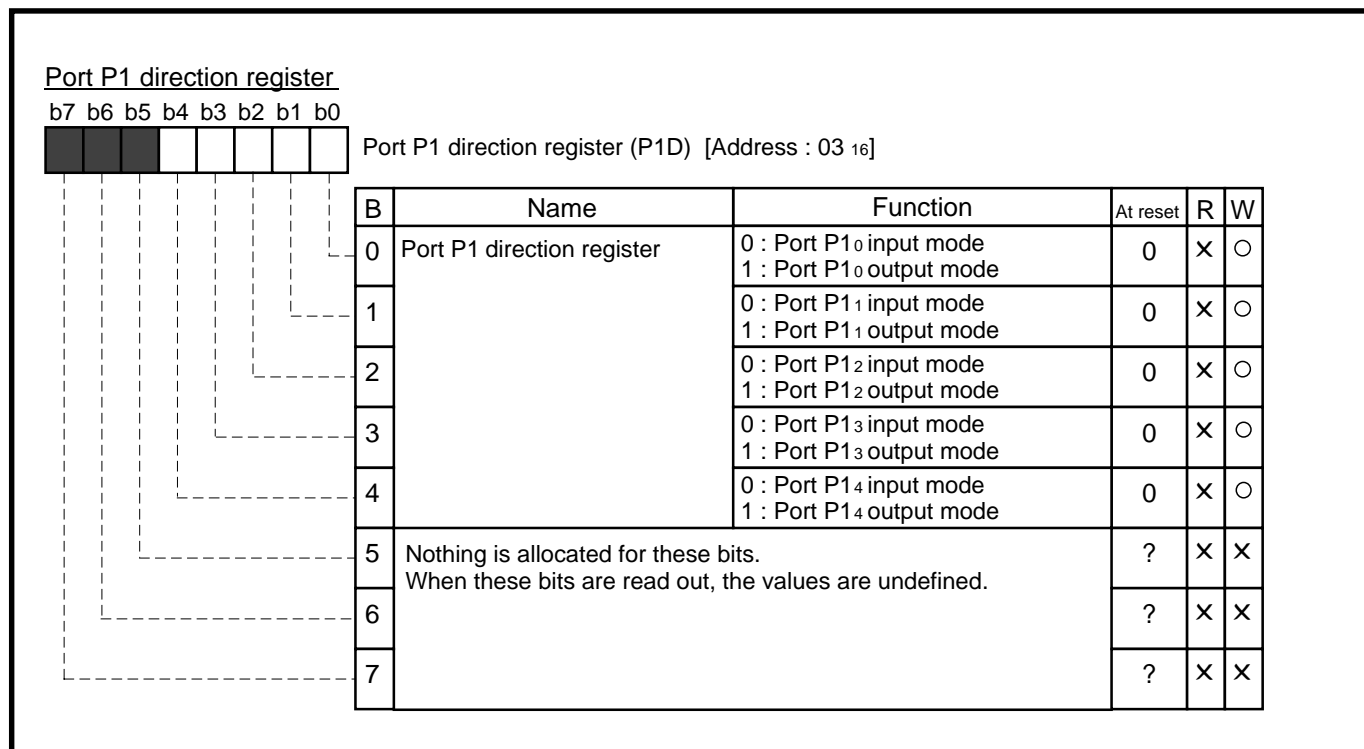 Port P1 direction register
b7 b6 b5 b4 b3 b2 b1 b0
Port P1 direction register (P1D) [Address : 03 16]
B Name Function At reset R W
0 Port P1 direction register 0 : Port P10 input mode 0 × ○
1 : Port P10 output mode
1 0 : Port P11 input mode 0 × ○
1 : Port P11 output mode
2 0 : Port P12 input mode 0 × ○
1 : Port P12 output mode
3 0 : Port P13 input mode 0 × ○
1 : Port P13 output mode
4 0 : Port P14 input mode 0 × ○
1 : Port P14 output mode
5 Nothing is allocated for these bits. ? × ×
When these bits are read out, the values are undefined.
6 ? × ×
7 ? × ×